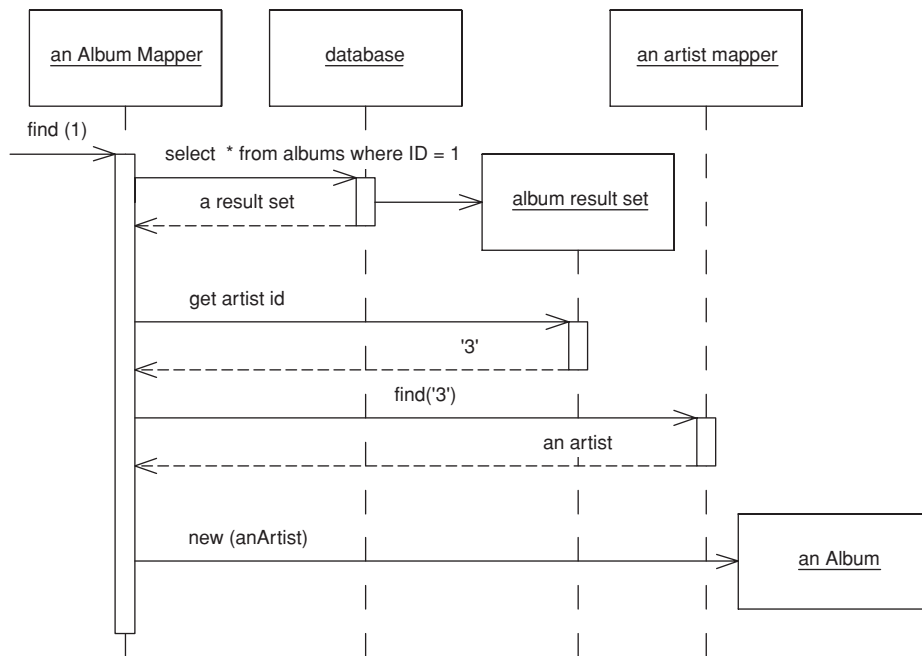 an Album Mapper
database
an artist mapper
find (1)
select * from albums where ID = 1
a result set
album result set
get artist id
'3'
find('3')
an artist
new (anArtist)
an Album